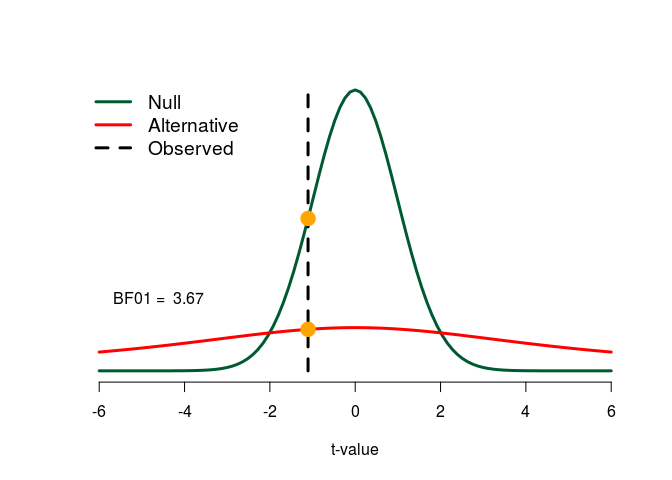 Null
Alternative
Observed
BF01 = 3.67
-6 -4 -2 0 2 4 6
t-value